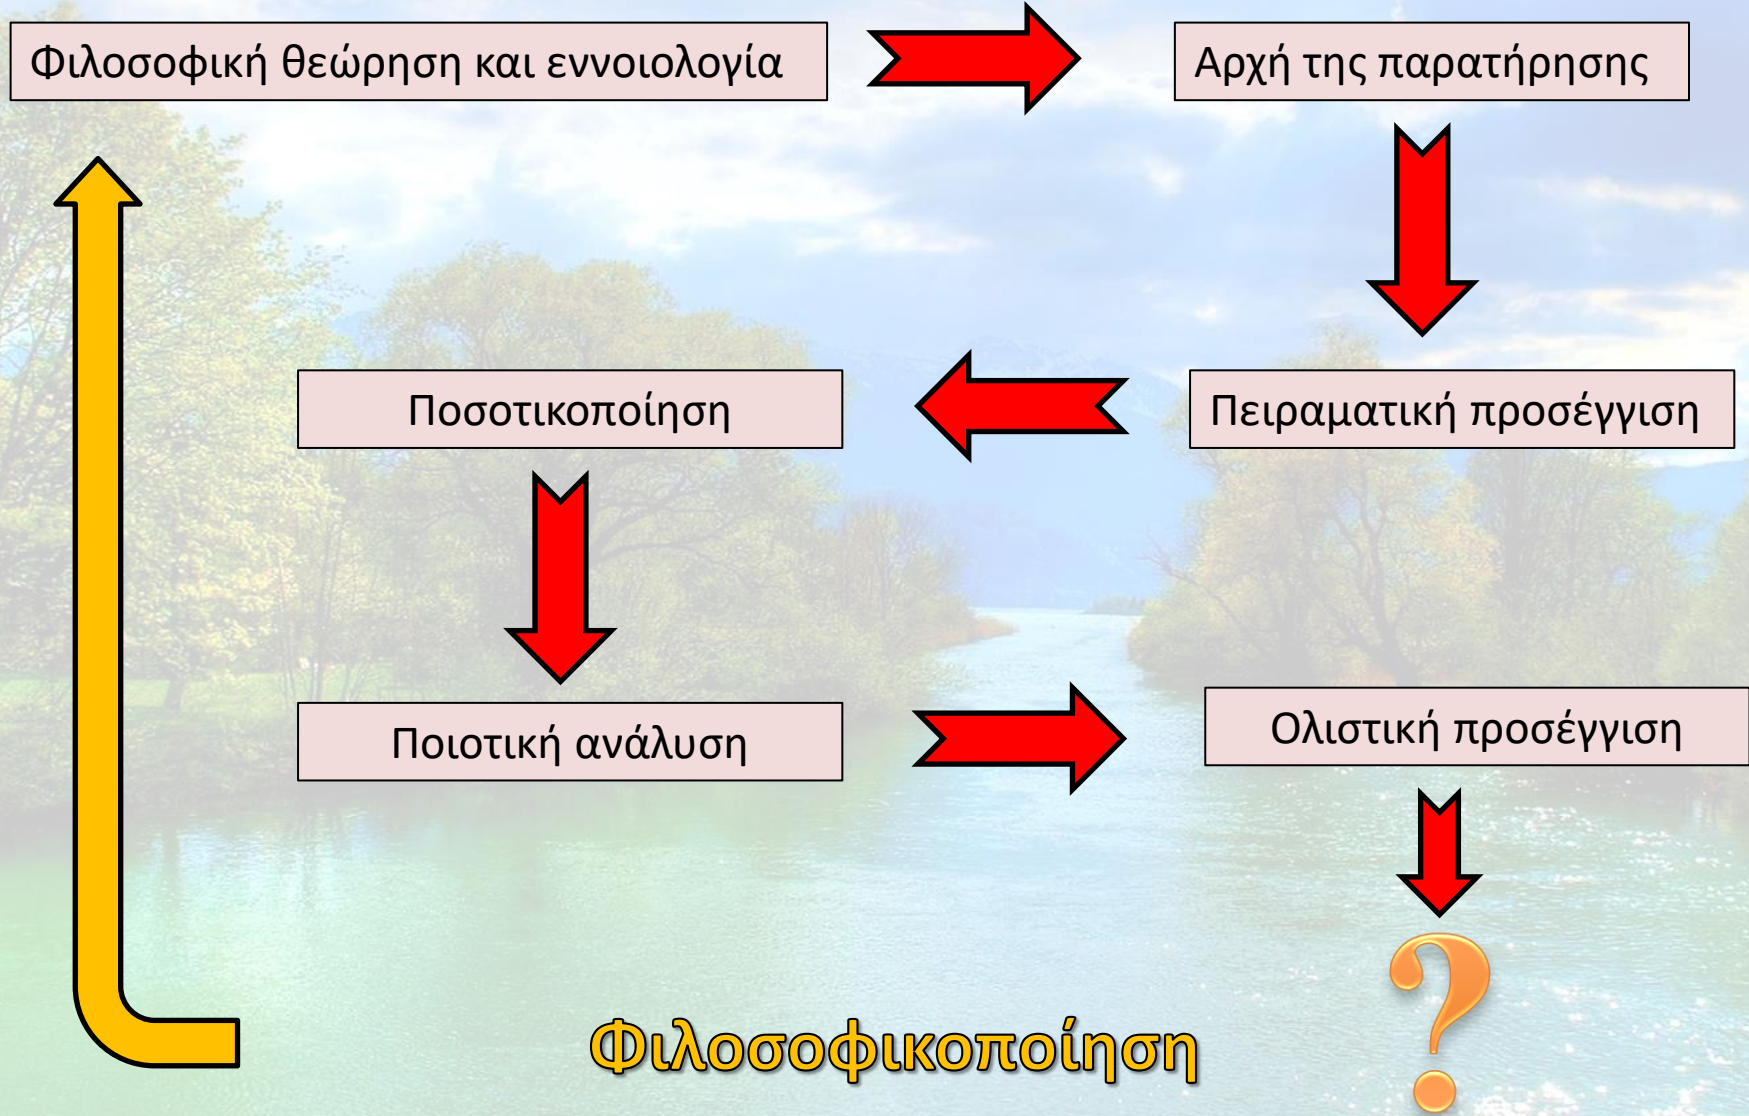 Φιλοσοφική θεώρηση και εννοιολογία
Αρχή της παρατήρησης
Πειραματική προσέγγιση
Ποσοτικοποίηση
Ποιοτική ανάλυση
Ολιστική προσέγγιση
?
Φιλοσοφικοποίηση